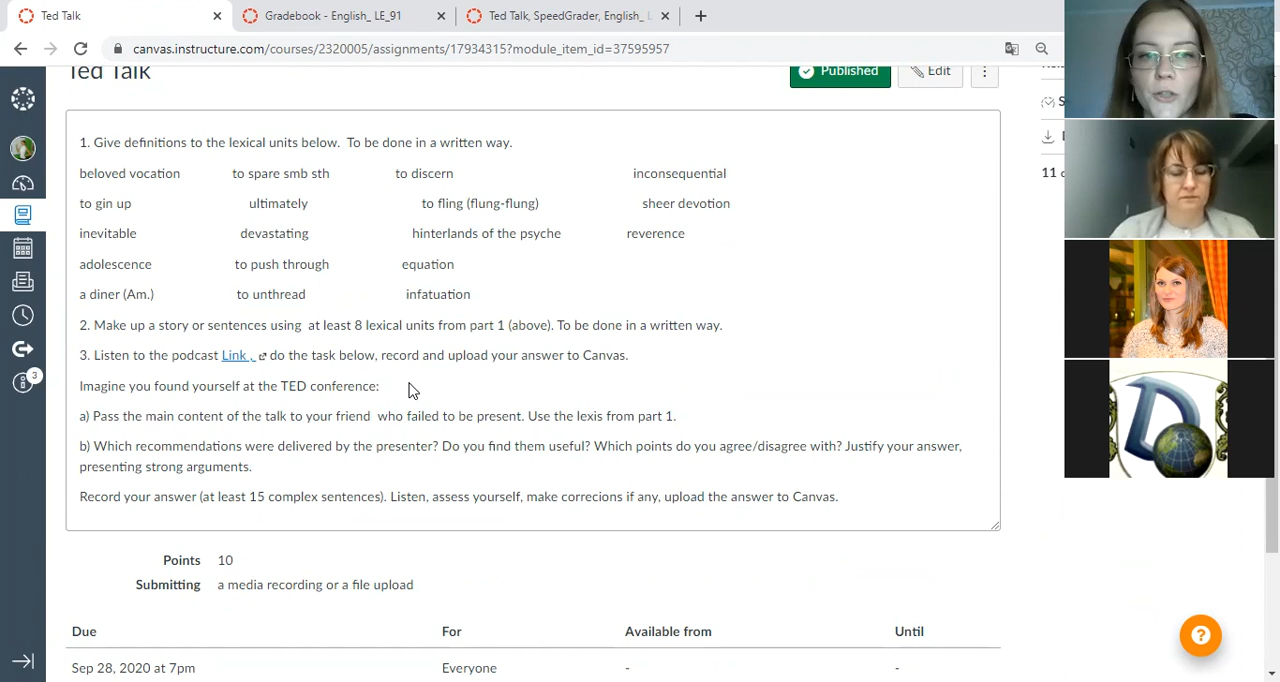 Ted Talk
Gradebook - English_ LE_91
Ted Talk, SpeedGrader, English_ L
canvas.instructure.com/courses/2320005/assignments/17934315?module_item_id=37595957
Ted Talk
Published
Edit
1. Give definitions to the lexical units below. To be done in a written way.
beloved vocation to spare smb sth to discern inconsequential
to gin up ultimately to fling (flung-flung) sheer devotion
inevitable devastating hinterlands of the psyche reverence
adolescence to push through equation
a diner (Am.) to unthread infatuation
2. Make up a story or sentences using at least 8 lexical units from part 1 (above). To be done in a written way.
3. Listen to the podcast Link , do the task below, record and upload your answer to Canvas.
Imagine you found yourself at the TED conference:
a) Pass the main content of the talk to your friend who failed to be present. Use the lexis from part 1.
b) Which recommendations were delivered by the presenter? Do you find them useful? Which points do you agree/disagree with? Justify your answer,
presenting strong arguments.
Record your answer (at least 15 complex sentences). Listen, assess yourself, make correcions if any, upload the answer to Canvas.
Points 10
Submitting a media recording or a file upload
Due For Available from Until
Sep 28, 2020 at 7pm Everyone - -
3
11
?
D